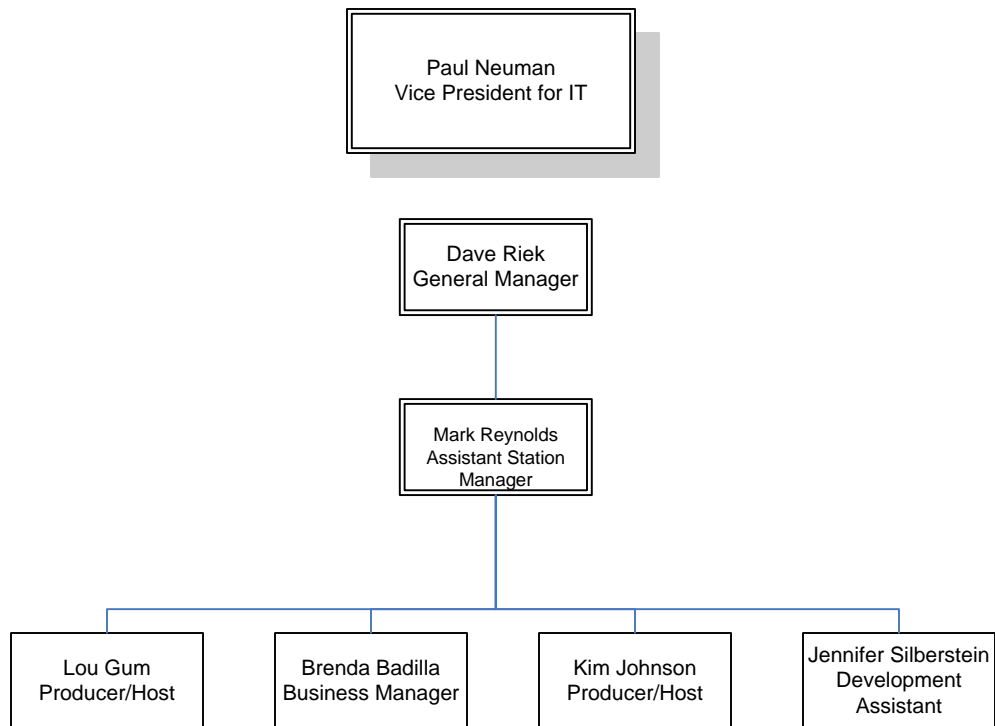 Paul Neuman
Vice President for IT
Dave Riek
General Manager
Mark Reynolds
Assistant Station
Manager
Lou Gum
Producer/Host
Brenda Badilla
Business Manager
Kim Johnson
Producer/Host
Jennifer Silberstein
Development
Assistant